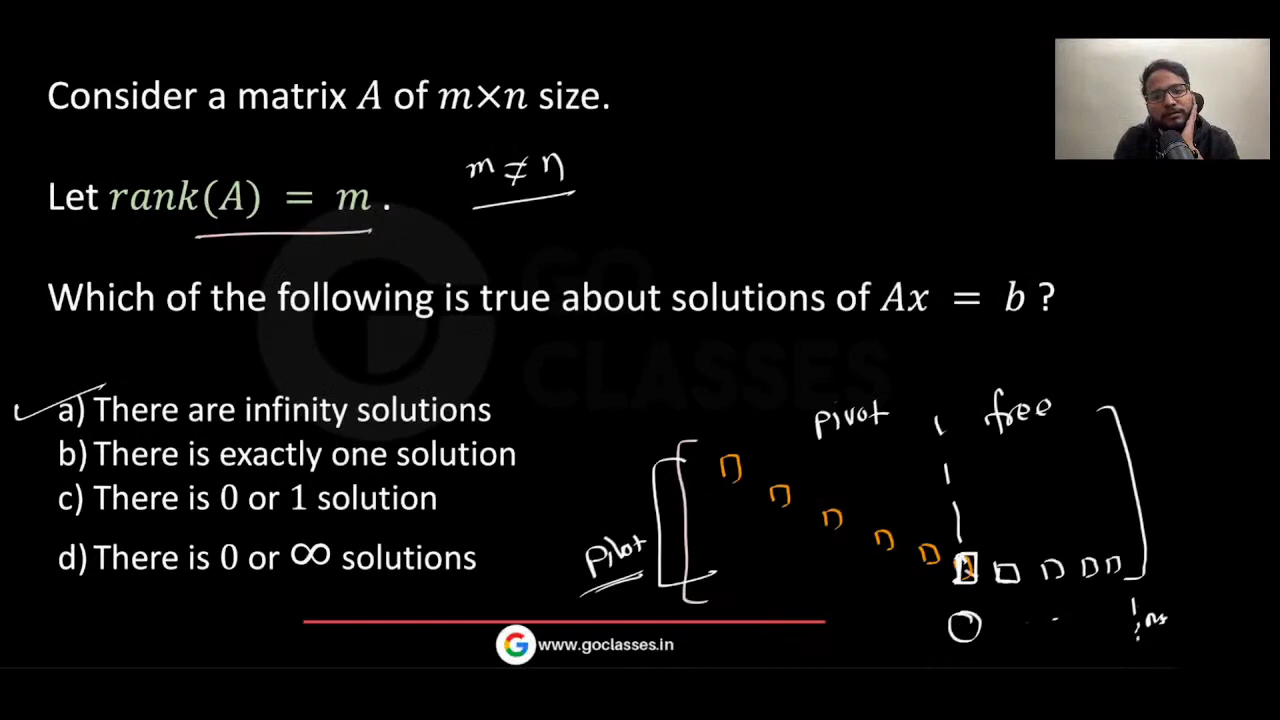 Consider a matrix A of m×n size.
m ≠ n
Let rank(A) = m .
GO
CLASSES
Which of the following is true about solutions of Ax = b ?
a) There are infinity solutions
b) There is exactly one solution
c) There is 0 or 1 solution
d) There is 0 or ∞ solutions
pivot free
pivot
www.goclasses.in